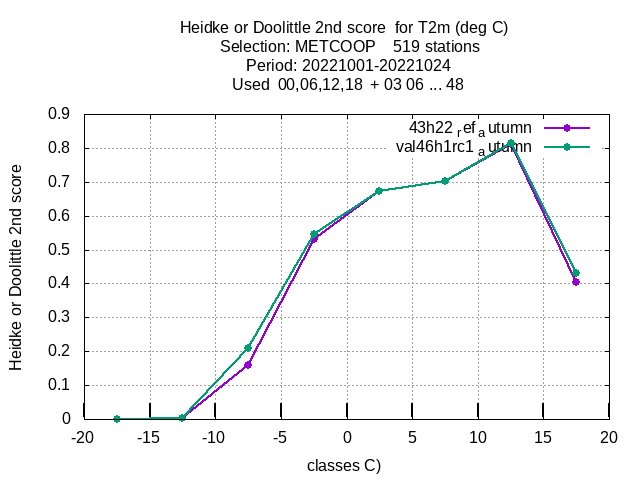 Heidke or Doolittle 2nd score for T2m (deg C)
Selection: METCOOP 519 stations
Period: 20221001-20221024
Used 00,06,12,18 + 03 06 ... 48
43h22 ref autumn
val46h1rc1 autumn
Heidke or Doolittle 2nd score
0.9
0.8
0.7
0.6
0.5
0.4
0.3
0.2
0.1
0
-20 -15 -10 -5 0 5 10 15 20
classes C)